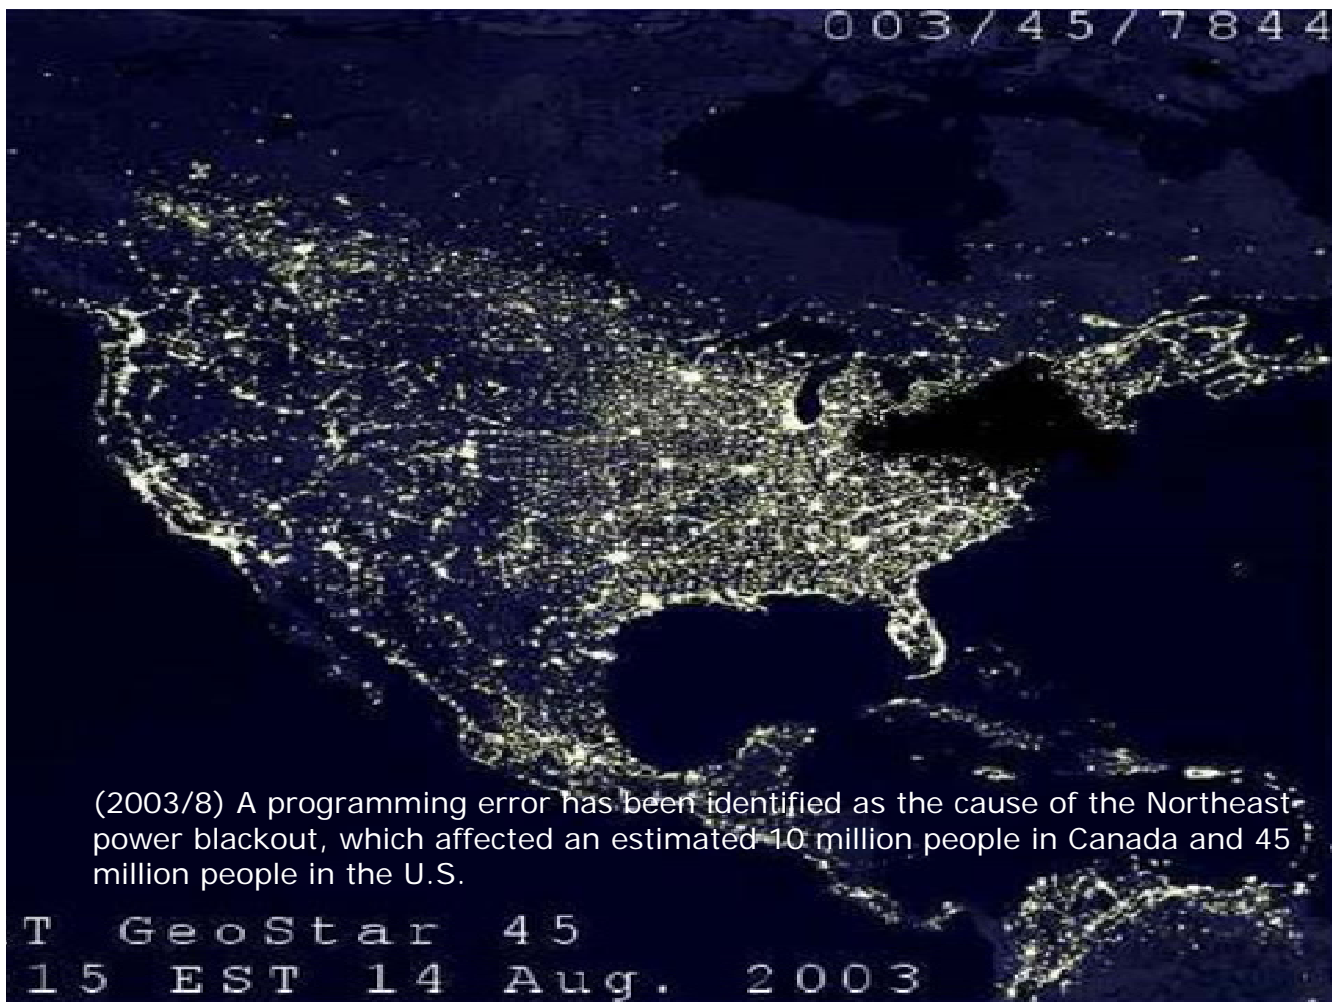 003/45/7844
(2003/8) A programming error has been identified as the cause of the Northeast
power blackout, which affected an estimated 10 million people in Canada and 45
million people in the U.S.
T GeoStar 45
15 EST 14 Aug. 2003